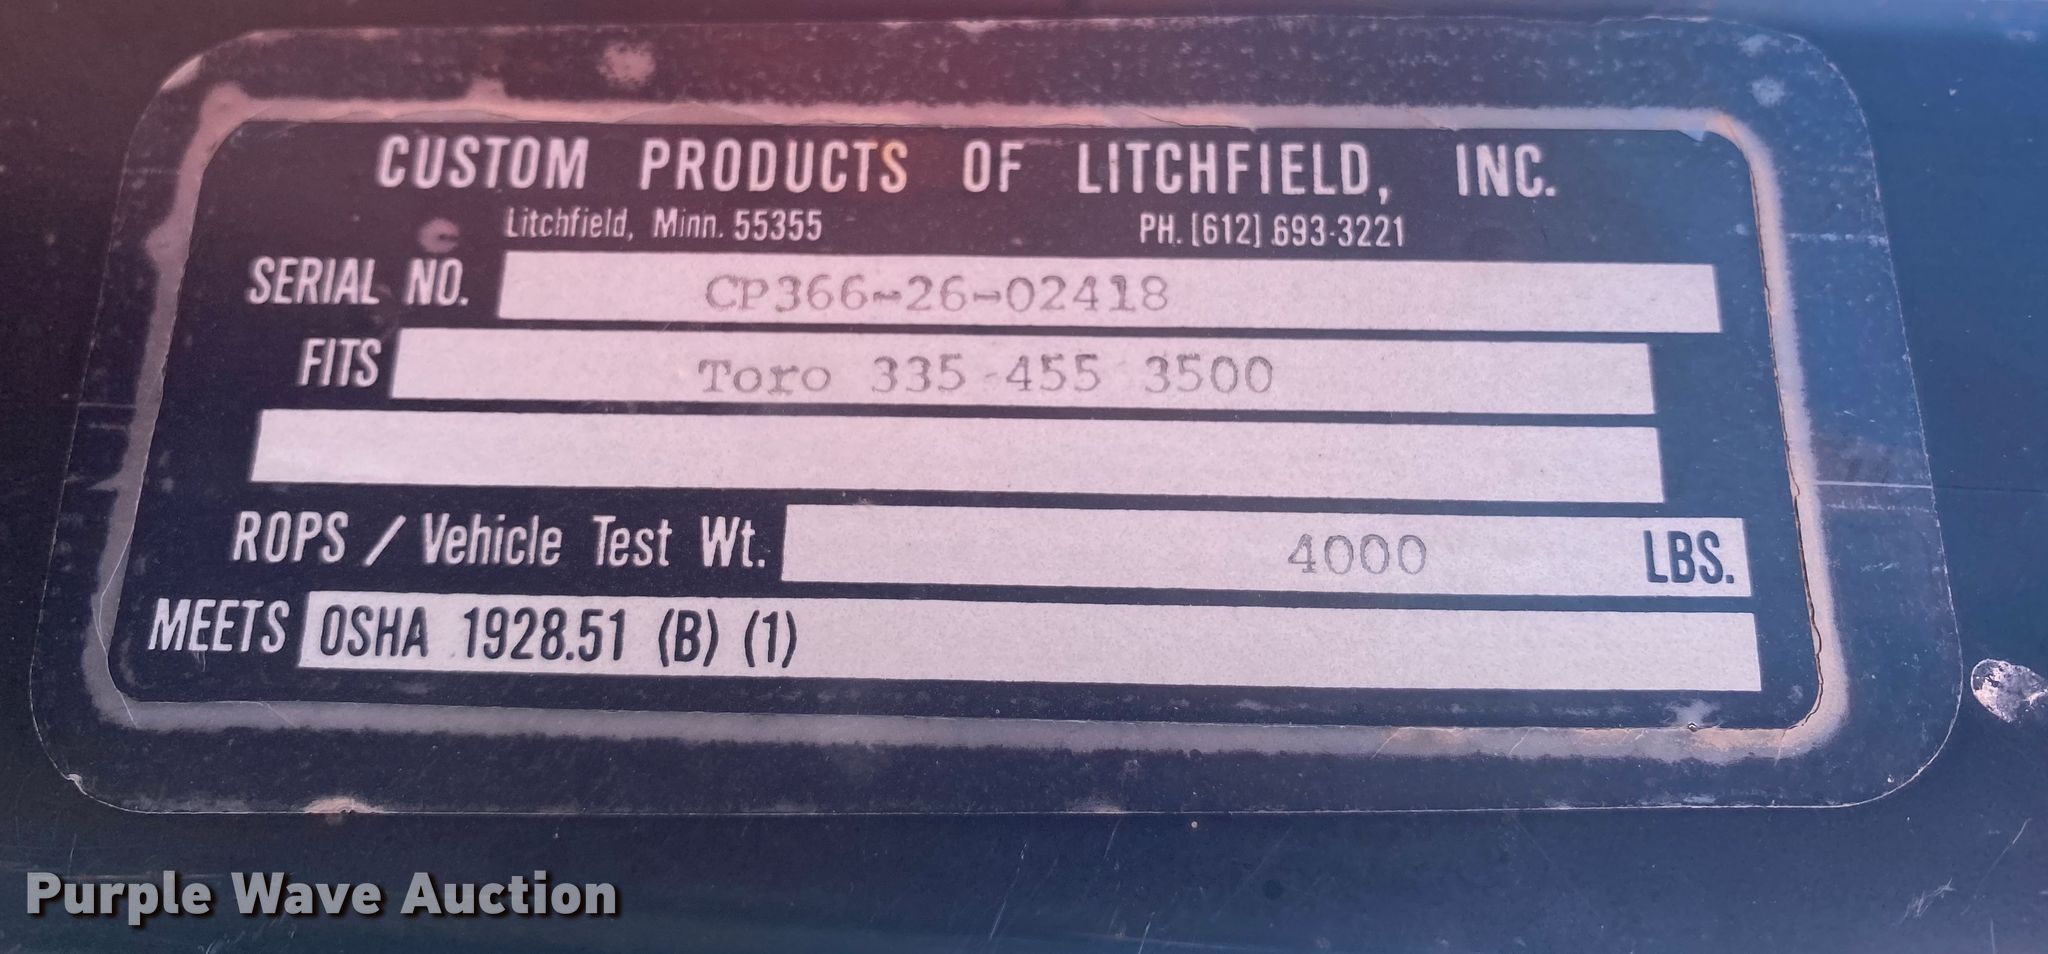 CUSTOM PRODUCTS OF LITCHFIELD, INC.
Litchfield, Minn. 55355 PH. [612] 693-3221
SERIAL NO. CP366-26-02418
FITS Toro 335 455 3500
ROPS / Vehicle Test Wt. 4000 LBS.
MEETS OSHA 1928.51 (B) (1)
Purple Wave Auction